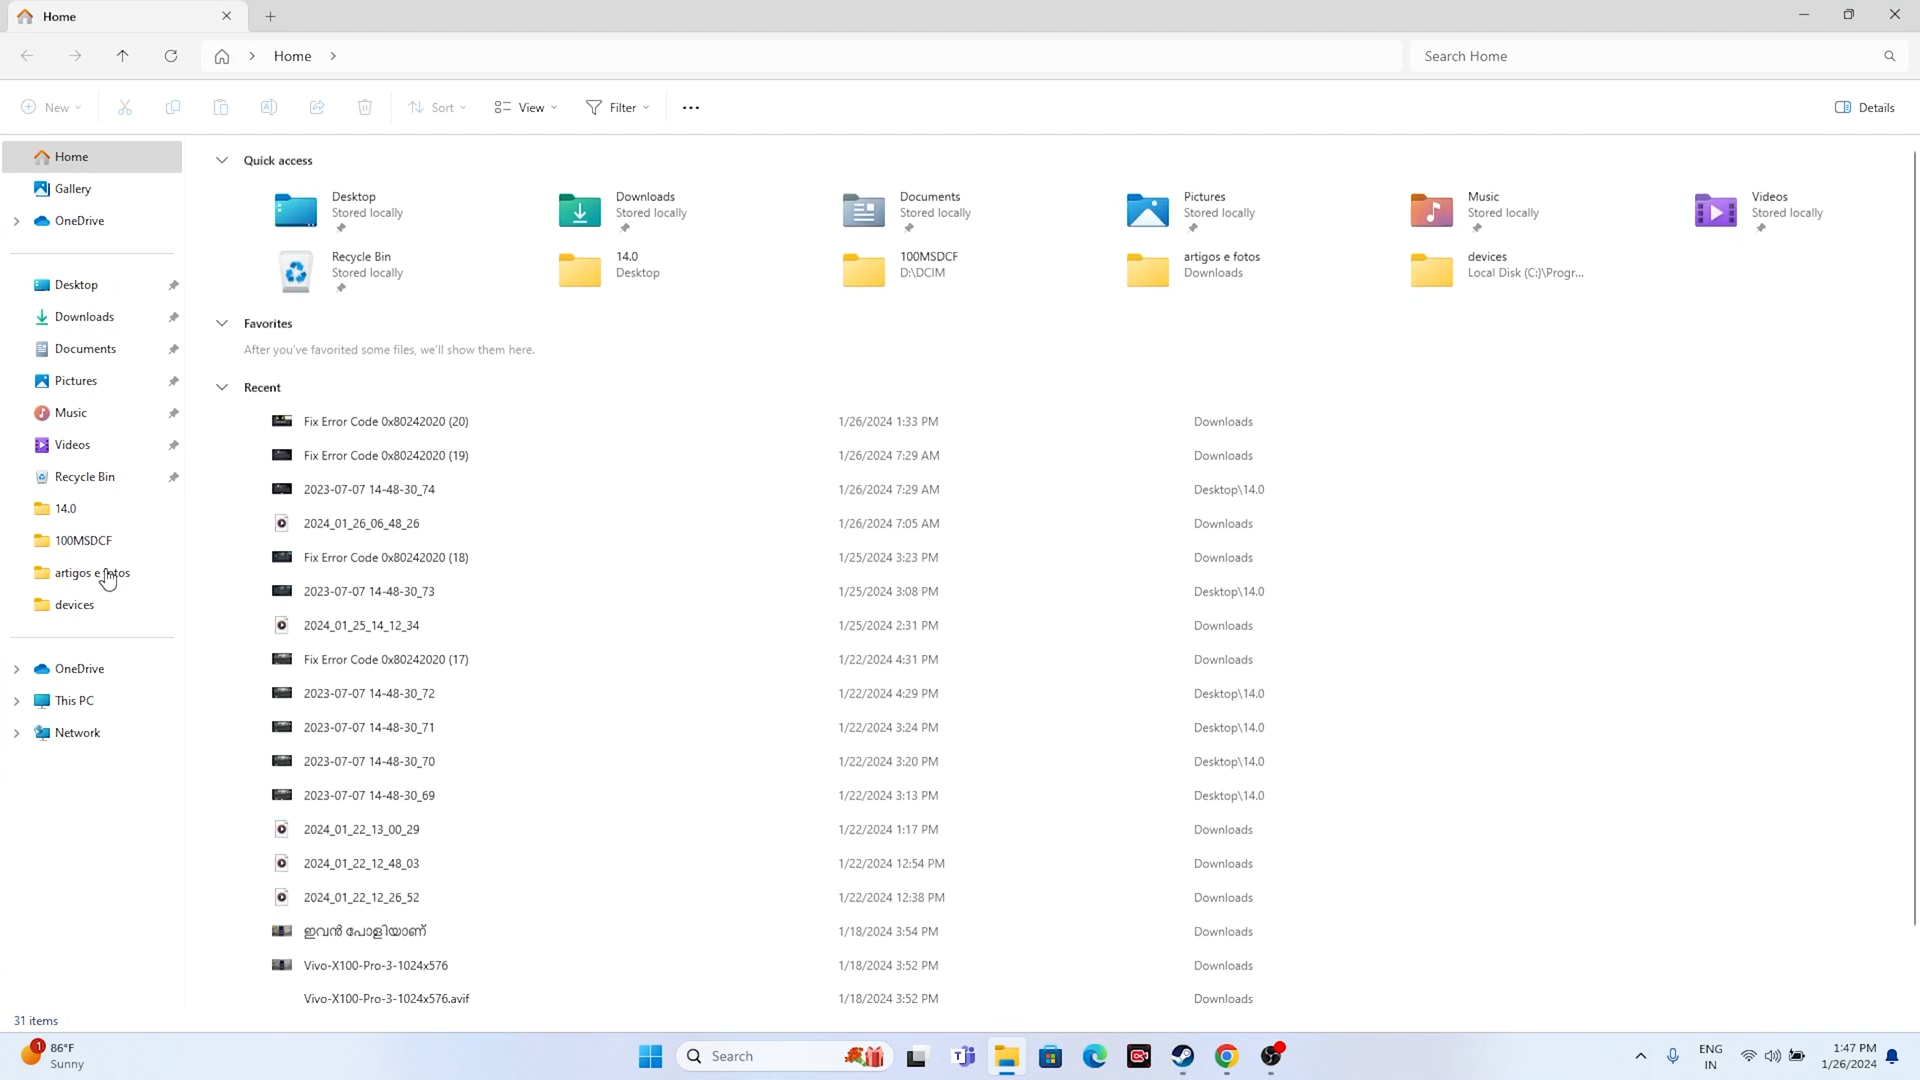 Home
Home
Search Home
New
Sort
View
Filter
Details
Home
Gallery
OneDrive
Desktop
Downloads
Documents
Pictures
Music
Videos
Recycle Bin
14.0
100MSDCF
artigos e fotos
devices
OneDrive
This PC
Network
Quick access
Desktop
Stored locally
Downloads
Stored locally
Documents
Stored locally
Pictures
Stored locally
Music
Stored locally
Videos
Stored locally
Recycle Bin
Stored locally
14.0
Desktop
100MSDCF
D:\DCIM
artigos e fotos
Downloads
devices
Local Disk (C:)\Progr...
Favorites
After you've favorited some files, we'll show them here.
Recent
Fix Error Code 0x80242020 (20) 1/26/2024 1:33 PM Downloads
Fix Error Code 0x80242020 (19) 1/26/2024 7:29 AM Downloads
2023-07-07 14-48-30_74 1/26/2024 7:29 AM Desktop\14.0
2024_01_26_06_48_26 1/26/2024 7:05 AM Downloads
Fix Error Code 0x80242020 (18) 1/25/2024 3:23 PM Downloads
2023-07-07 14-48-30_73 1/25/2024 3:08 PM Desktop\14.0
2024_01_25_14_12_34 1/25/2024 2:31 PM Downloads
Fix Error Code 0x80242020 (17) 1/22/2024 4:31 PM Downloads
2023-07-07 14-48-30_72 1/22/2024 4:29 PM Desktop\14.0
2023-07-07 14-48-30_71 1/22/2024 3:24 PM Desktop\14.0
2023-07-07 14-48-30_70 1/22/2024 3:20 PM Desktop\14.0
2023-07-07 14-48-30_69 1/22/2024 3:13 PM Desktop\14.0
2024_01_22_13_00_29 1/22/2024 1:17 PM Downloads
2024_01_22_12_48_03 1/22/2024 12:54 PM Downloads
2024_01_22_12_26_52 1/22/2024 12:38 PM Downloads
ഇവൻ പോളിയാണ് 1/18/2024 3:54 PM Downloads
Vivo-X100-Pro-3-1024x576 1/18/2024 3:52 PM Downloads
Vivo-X100-Pro-3-1024x576.avif 1/18/2024 3:52 PM Downloads
31 items
1
86°F
Sunny
Search
ENG
IN
1:47 PM
1/26/2024